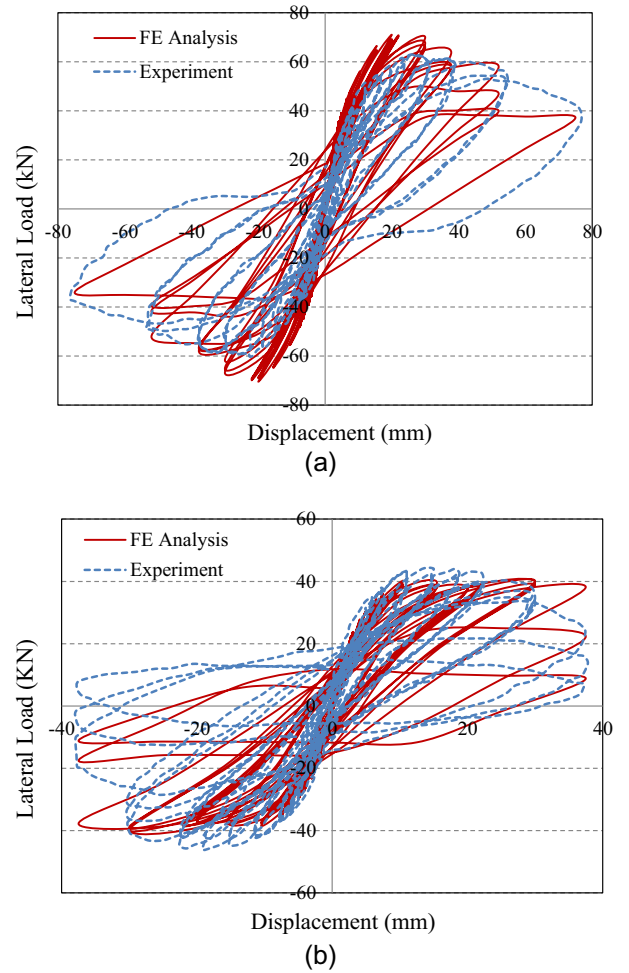 80
FE Analysis
60
Experiment
40
20
0
-80 -60 -40 -20 0 20 40 60 80
-20
-40
-60
-80
Lateral Load (kN)
Displacement (mm)
(a)
60
FE Analysis
40
Experiment
20
0
-40 -20 0 20 40
-20
-40
-60
Lateral Load (KN)
Displacement (mm)
(b)